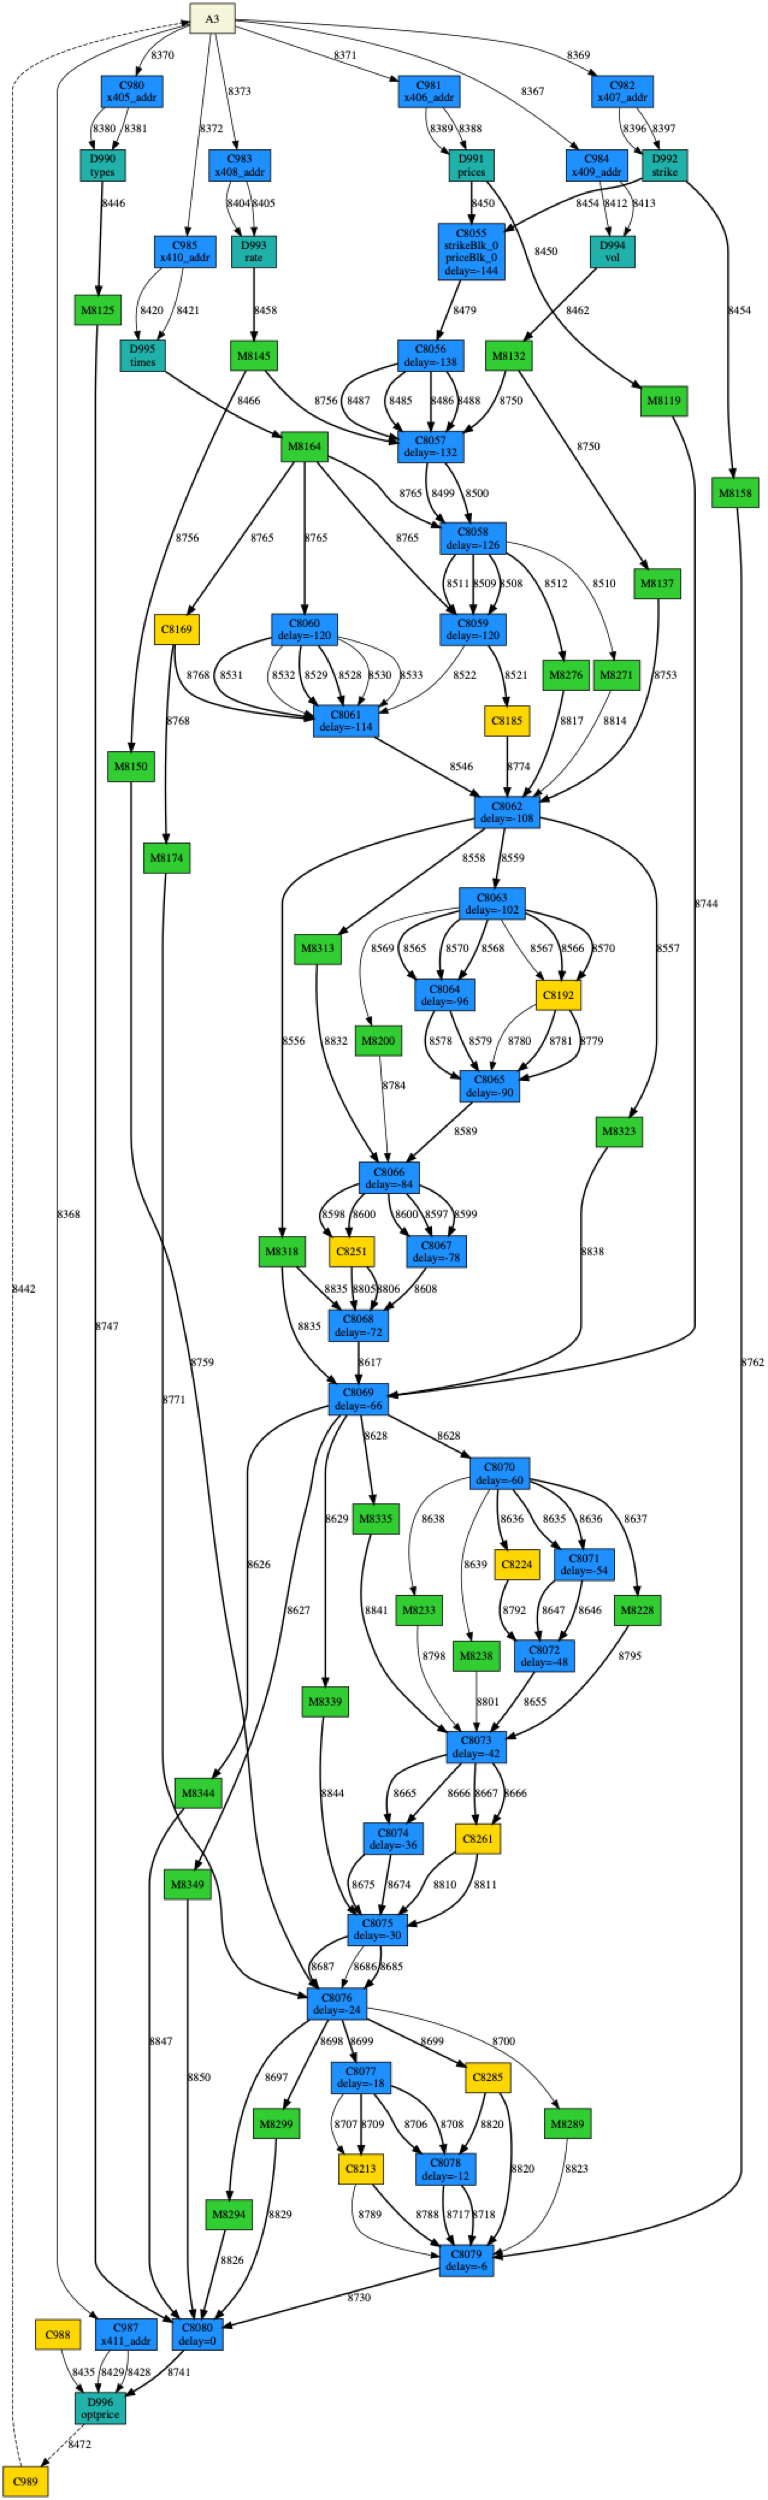 A3
8370
8371
8369
8373
8367
8372
C980
x405_addr
C981
x406_addr
C982
x407_addr
8380
8381
8389
8388
8396
8397
D990
types
C983
x408_addr
D991
prices
C984
x409_addr
D992
strike
8446
8404
8405
8450
8454
8412
8413
C985
x410_addr
D993
rate
C8055
strikeBlk_0
priceBlk_0
delay=-144
D994
vol
8450
8454
M8125
8420
8421
8458
8479
8462
D995
times
M8145
C8056
delay=-138
M8132
8466
8756
8487
8485
8486
8488
8750
M8119
M8164
C8057
delay=-132
8750
8765
8499
8500
M8158
8756
8765
8765
8765
C8058
delay=-126
8511
8509
8508
8512
8510
M8137
C8169
C8060
delay=-120
C8059
delay=-120
8768
8531
8532
8529
8528
8530
8533
8522
8521
M8276
M8271
8753
8768
C8061
delay=-114
C8185
8817
8814
M8150
8546
8774
C8062
delay=-108
M8174
8558
8559
C8063
delay=-102
8744
M8313
8569
8565
8570
8568
8567
8566
8570
8557
C8064
delay=-96
C8192
8556
8832
M8200
8578
8579
8780
8781
8779
8784
C8065
delay=-90
M8323
8589
C8066
delay=-84
8368
8598
8600
8600
8597
8599
M8318
C8251
C8067
delay=-78
8838
8442
8835
8805
8806
8608
8747
8835
C8068
delay=-72
8759
8617
8762
8771
C8069
delay=-66
8628
8628
C8070
delay=-60
M8335
8629
8638
8636
8635
8636
8637
8626
8639
C8224
C8071
delay=-54
8627
8841
M8233
8792
8647
8646
M8228
8798
M8238
C8072
delay=-48
8795
M8339
8801
8655
C8073
delay=-42
M8344
8844
8665
8666
8667
8666
C8074
delay=-36
C8261
M8349
8675
8674
8810
8811
C8075
delay=-30
8687
8686
8685
C8076
delay=-24
8847
8850
8697
8698
8699
8699
8700
C8077
delay=-18
C8285
M8299
8707
8709
8706
8708
8820
M8289
C8213
C8078
delay=-12
8820
8823
M8294
8829
8789
8788
8717
8718
8826
C8079
delay=-6
8730
C988
C987
x411_addr
C8080
delay=0
8435
8429
8428
8741
D996
optprice
8472
C989